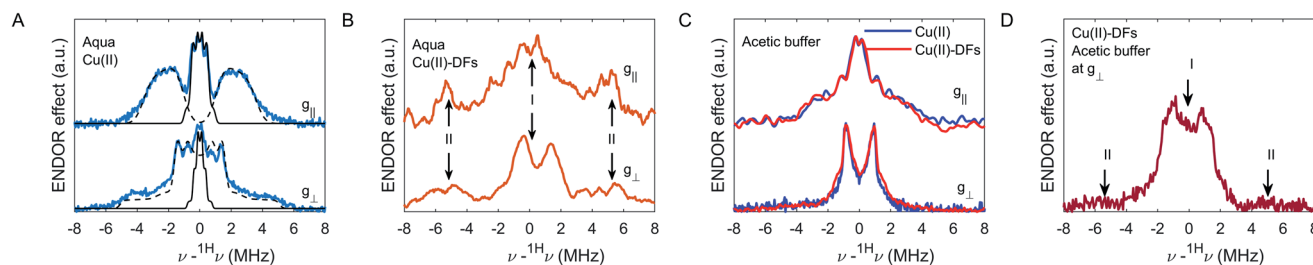 A
ENDOR effect (a.u.)
Aqua
Cu(II)
g||
g⊥
-8 -6 -4 -2 0 2 4 6 8
ν -¹Hν (MHz)
B
ENDOR effect (a.u.)
Aqua
Cu(II)-DFs
g||
I
II
II
g⊥
-8 -6 -4 -2 0 2 4 6 8
ν -¹Hν (MHz)
C
ENDOR effect (a.u.)
Acetic buffer
Cu(II)
Cu(II)-DFs
g||
g⊥
-8 -6 -4 -2 0 2 4 6 8
ν -¹Hν (MHz)
D
ENDOR effect (a.u.)
Cu(II)-DFs
Acetic buffer
at g⊥
I
II
II
-8 -6 -4 -2 0 2 4 6 8
ν -¹Hν (MHz)